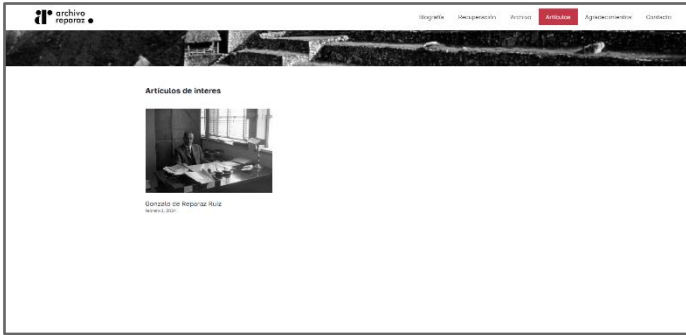 archivo
reparaz
Biografía Recuperación Archivo Artículos Agradecimientos Contacto
Artículos de interes
Gonzalo de Reparaz Ruiz